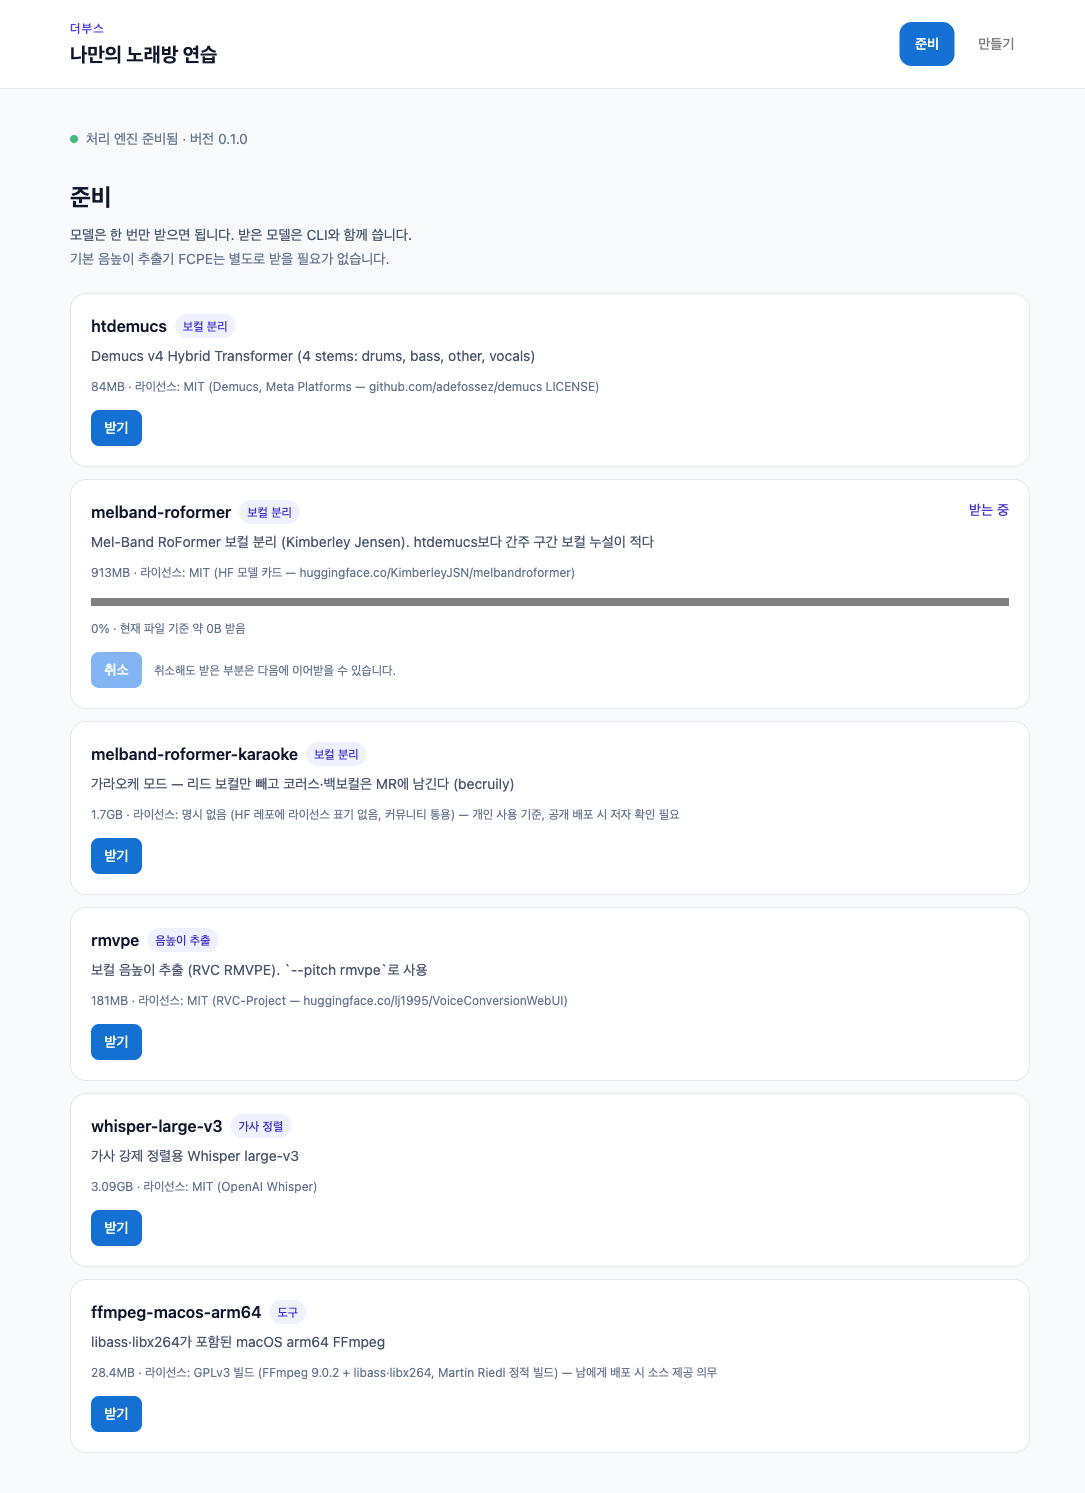 더부스
나만의 노래방 연습
준비
만들기
처리 엔진 준비됨 · 버전 0.1.0
준비
모델은 한 번만 받으면 됩니다. 받은 모델은 CLI와 함께 씁니다.
기본 음높이 추출기 FCPE는 별도로 받을 필요가 없습니다.
htdemucs 보컬 분리
Demucs v4 Hybrid Transformer (4 stems: drums, bass, other, vocals)
84MB · 라이선스: MIT (Demucs, Meta Platforms — github.com/adefossez/demucs LICENSE)
받기
melband-roformer 보컬 분리
받는 중
Mel-Band RoFormer 보컬 분리 (Kimberley Jensen). htdemucs보다 간주 구간 보컬 누설이 적다
913MB · 라이선스: MIT (HF 모델 카드 — huggingface.co/KimberleyJSN/melbandroformer)
0% · 현재 파일 기준 약 0B 받음
취소 취소해도 받은 부분은 다음에 이어받을 수 있습니다.
melband-roformer-karaoke 보컬 분리
가라오케 모드 — 리드 보컬만 빼고 코러스·백보컬은 MR에 남긴다 (becruily)
1.7GB · 라이선스: 명시 없음 (HF 레포에 라이선스 표기 없음, 커뮤니티 통용) — 개인 사용 기준, 공개 배포 시 저자 확인 필요
받기
rmvpe 음높이 추출
보컬 음높이 추출 (RVC RMVPE). `--pitch rmvpe`로 사용
181MB · 라이선스: MIT (RVC-Project — huggingface.co/lj1995/VoiceConversionWebUI)
받기
whisper-large-v3 가사 정렬
가사 강제 정렬용 Whisper large-v3
3.09GB · 라이선스: MIT (OpenAI Whisper)
받기
ffmpeg-macos-arm64 도구
libass·libx264가 포함된 macOS arm64 FFmpeg
28.4MB · 라이선스: GPLv3 빌드 (FFmpeg 9.0.2 + libass·libx264, Martin Riedl 정적 빌드) — 남에게 배포 시 소스 제공 의무
받기